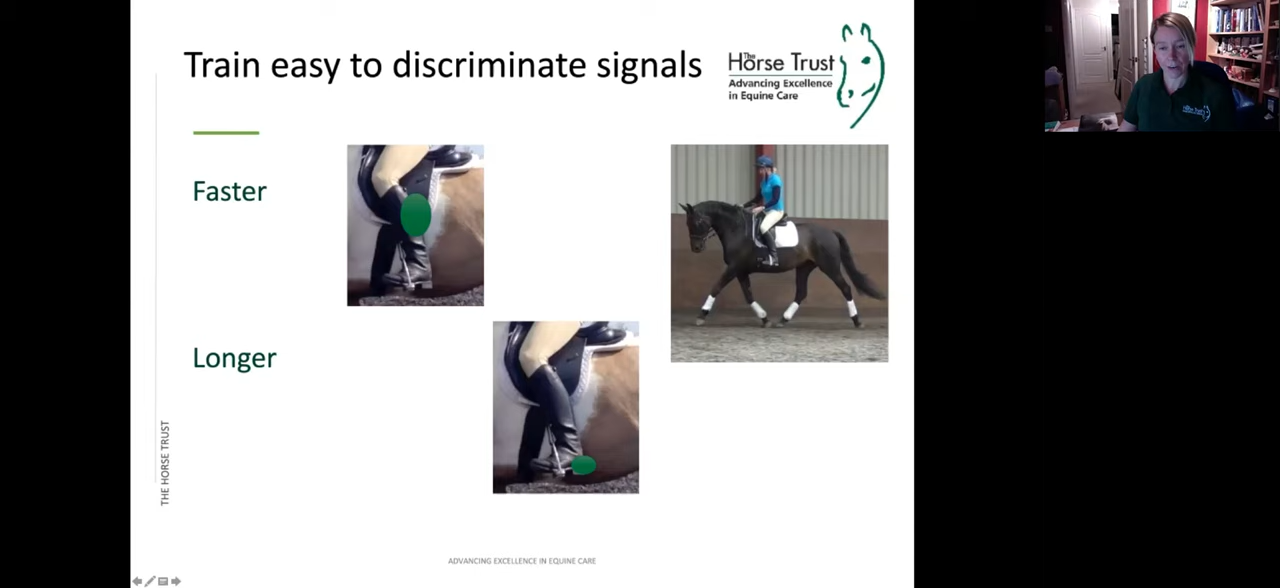 Train easy to discriminate signals
The
Horse Trust
Advancing Excellence
in Equine Care
Faster
Longer
THE HORSE TRUST
ADVANCING EXCELLENCE IN EQUINE CARE